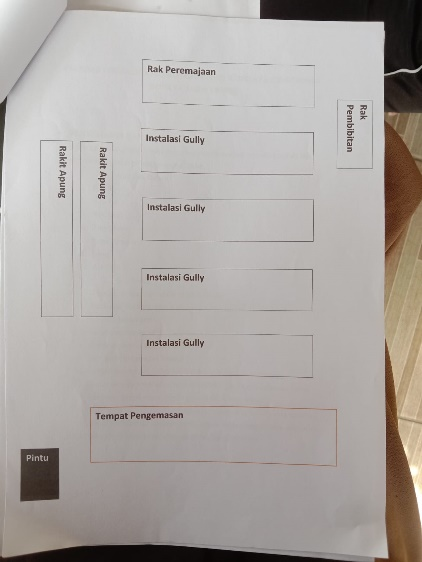 Rak Peremajaan
Rak
Pembibitan
Instalasi Gully
Rakit Apung
Rakit Apung
Instalasi Gully
Instalasi Gully
Instalasi Gully
Tempat Pengemasan
Pintu